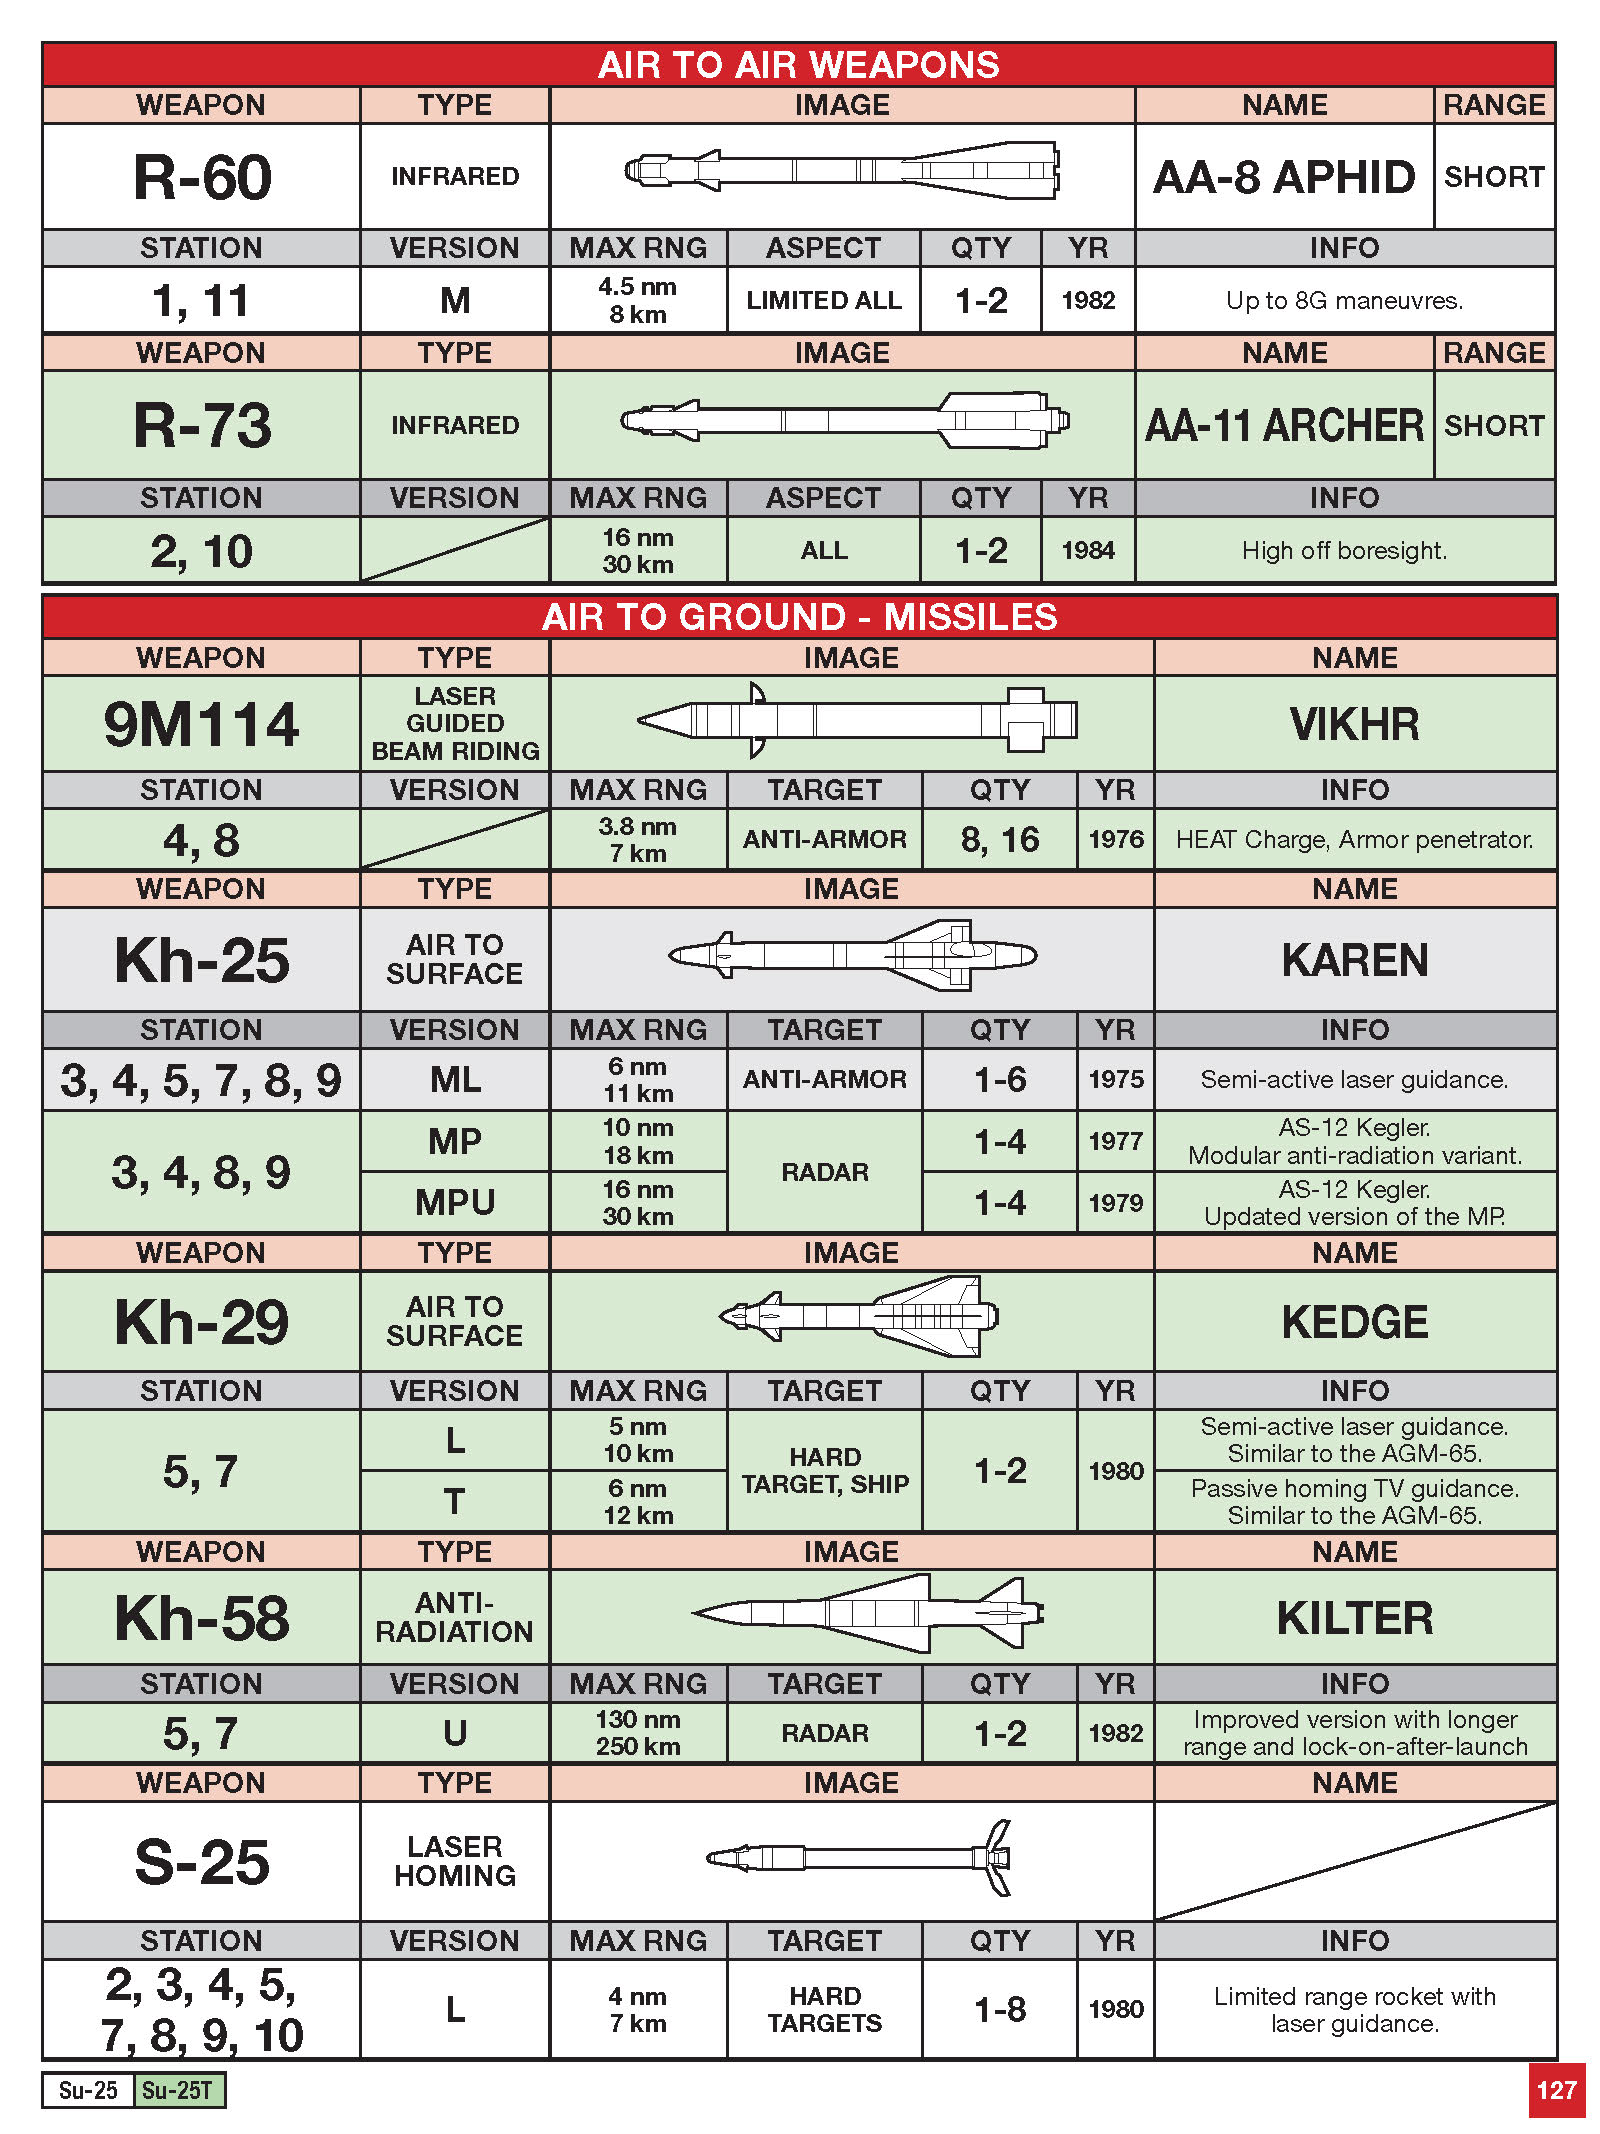 AIR TO AIR WEAPONS
WEAPON TYPE IMAGE NAME RANGE
R-60 INFRARED AA-8 APHID SHORT
STATION VERSION MAX RNG ASPECT QTY YR INFO
1, 11 M 4.5 nm LIMITED ALL 1-2 1982 Up to 8G maneuvres.
8 km
WEAPON TYPE IMAGE NAME RANGE
R-73 INFRARED AA-11 ARCHER SHORT
STATION VERSION MAX RNG ASPECT QTY YR INFO
2, 10 16 nm ALL 1-2 1984 High off boresight.
30 km
AIR TO GROUND - MISSILES
WEAPON TYPE IMAGE NAME
9M114 LASER VIKHR
GUIDED
BEAM RIDING
STATION VERSION MAX RNG TARGET QTY YR INFO
4, 8 3.8 nm ANTI-ARMOR 8, 16 1976 HEAT Charge, Armor penetrator.
7 km
WEAPON TYPE IMAGE NAME
Kh-25 AIR TO KAREN
SURFACE
STATION VERSION MAX RNG TARGET QTY YR INFO
3, 4, 5, 7, 8, 9 ML 6 nm ANTI-ARMOR 1-6 1975 Semi-active laser guidance.
11 km
3, 4, 8, 9 MP 10 nm RADAR 1-4 1977 AS-12 Kegler.
18 km Modular anti-radiation variant.
MPU 16 nm 1-4 1979 AS-12 Kegler.
30 km Updated version of the MP.
WEAPON TYPE IMAGE NAME
Kh-29 AIR TO KEDGE
SURFACE
STATION VERSION MAX RNG TARGET QTY YR INFO
5, 7 L 5 nm HARD 1-2 1980 Semi-active laser guidance.
10 km TARGET, SHIP Similar to the AGM-65.
T 6 nm Passive homing TV guidance.
12 km Similar to the AGM-65.
WEAPON TYPE IMAGE NAME
Kh-58 ANTI- KILTER
RADIATION
STATION VERSION MAX RNG TARGET QTY YR INFO
5, 7 U 130 nm RADAR 1-2 1982 Improved version with longer
250 km range and lock-on-after-launch
WEAPON TYPE IMAGE NAME
S-25 LASER
HOMING
STATION VERSION MAX RNG TARGET QTY YR INFO
2, 3, 4, 5, L 4 nm HARD 1-8 1980 Limited range rocket with
7, 8, 9, 10 7 km TARGETS laser guidance.
Su-25 Su-25T
127